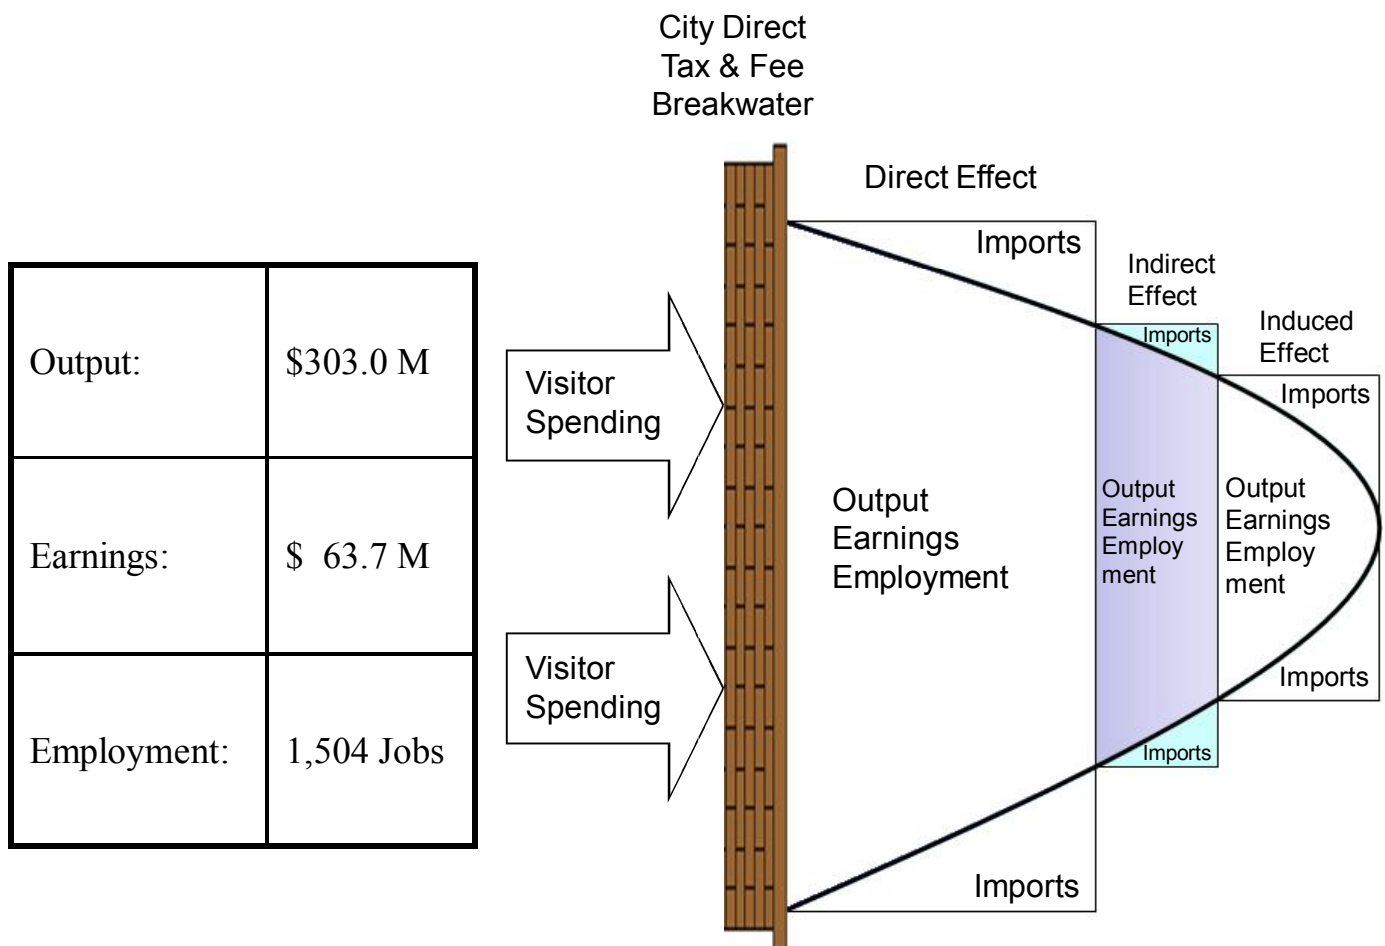 City Direct
Tax & Fee
Breakwater
Output:
$303.0 M
Earnings:
$ 63.7 M
Employment:
1,504 Jobs
Visitor
Spending
Visitor
Spending
Direct Effect
Imports
Output
Earnings
Employment
Imports
Indirect
Effect
Imports
Output
Earnings
Employ
ment
Imports
Induced
Effect
Imports
Output
Earnings
Employ
ment
Imports